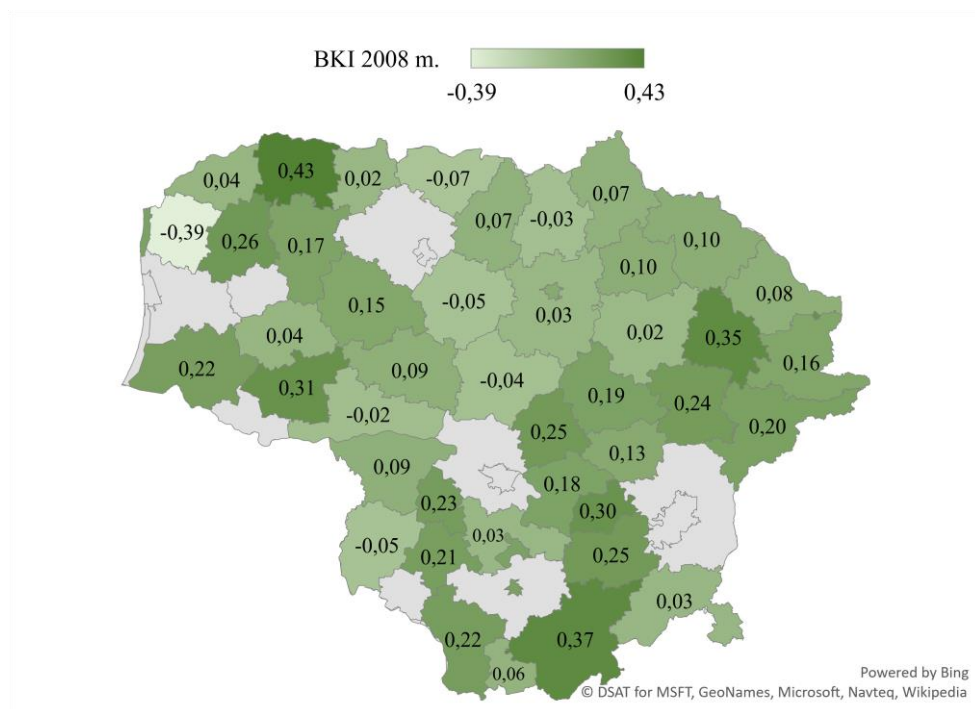 BKI 2008 m.
-0,39 0,43
0,43
0,04 0,02 -0,07
0,07 -0,03 0,07
-0,39 0,26 0,17 0,10
0,10
0,15 -0,05 0,03 0,02 0,35 0,08
0,04
0,22 0,31 0,09 -0,04 0,16
-0,02 0,19 0,24
0,25 0,20
0,13
0,09 0,18
0,23 0,30
-0,05 0,21 0,03 0,25
0,03
0,22 0,37
0,06
Powered by Bing
© DSAT for MSFT, GeoNames, Microsoft, Navteq, Wikipedia